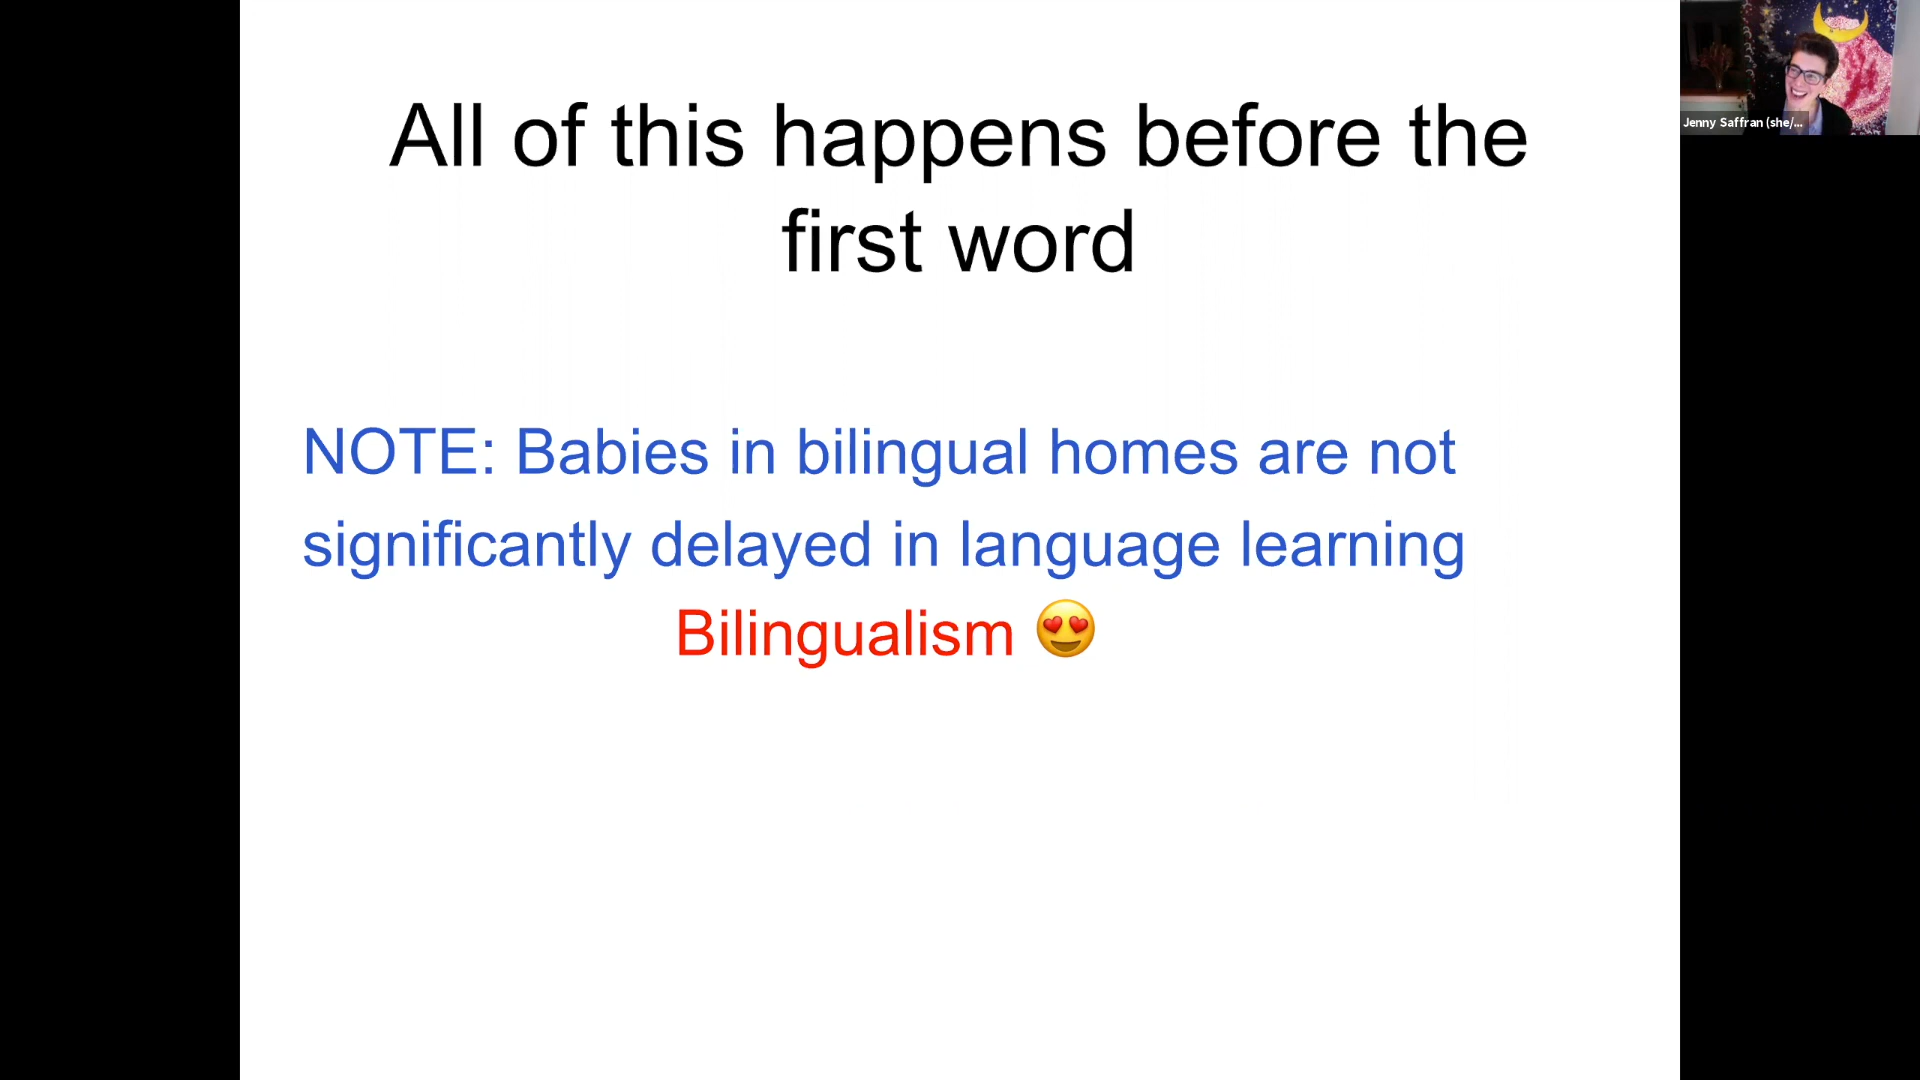 All of this happens before the
first word
NOTE: Babies in bilingual homes are not
significantly delayed in language learning
Bilingualism 😍
Jenny Saffran (she/...